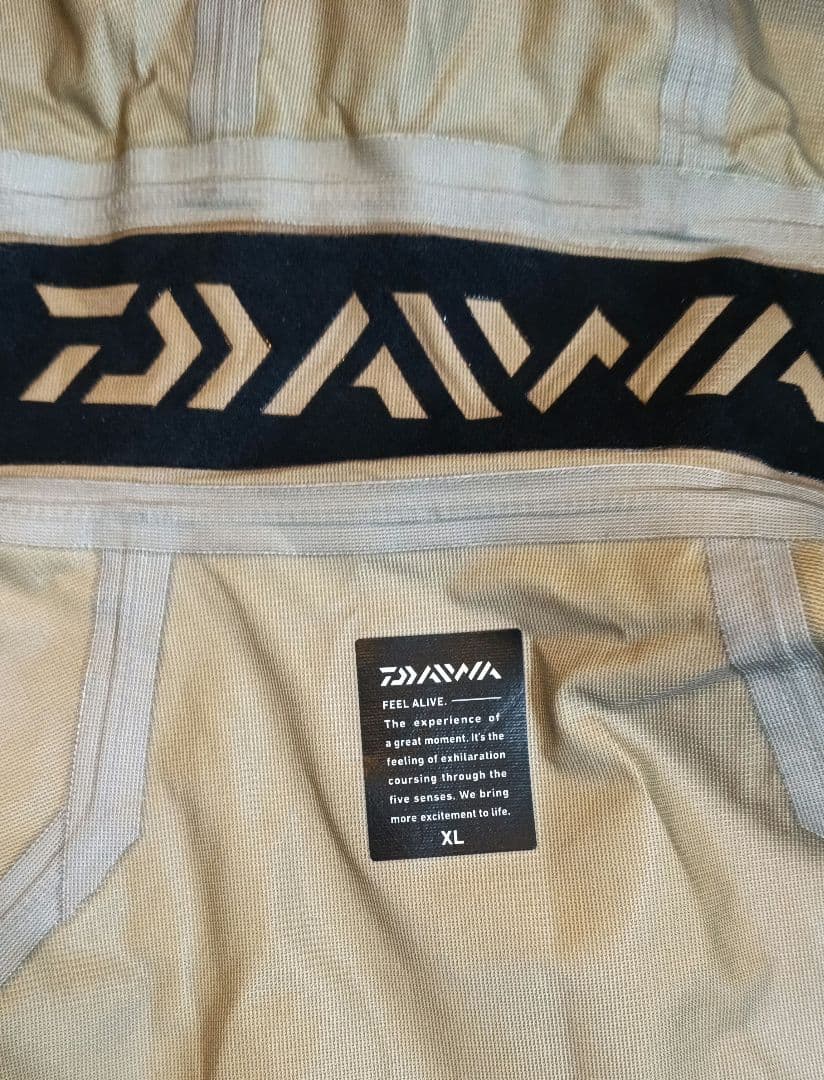 DAIWA
DAIWA
FEEL ALIVE.
The experience of
a great moment. It's the
feeling of exhilaration
coursing through the
five senses. We bring
more excitement to life.
XL